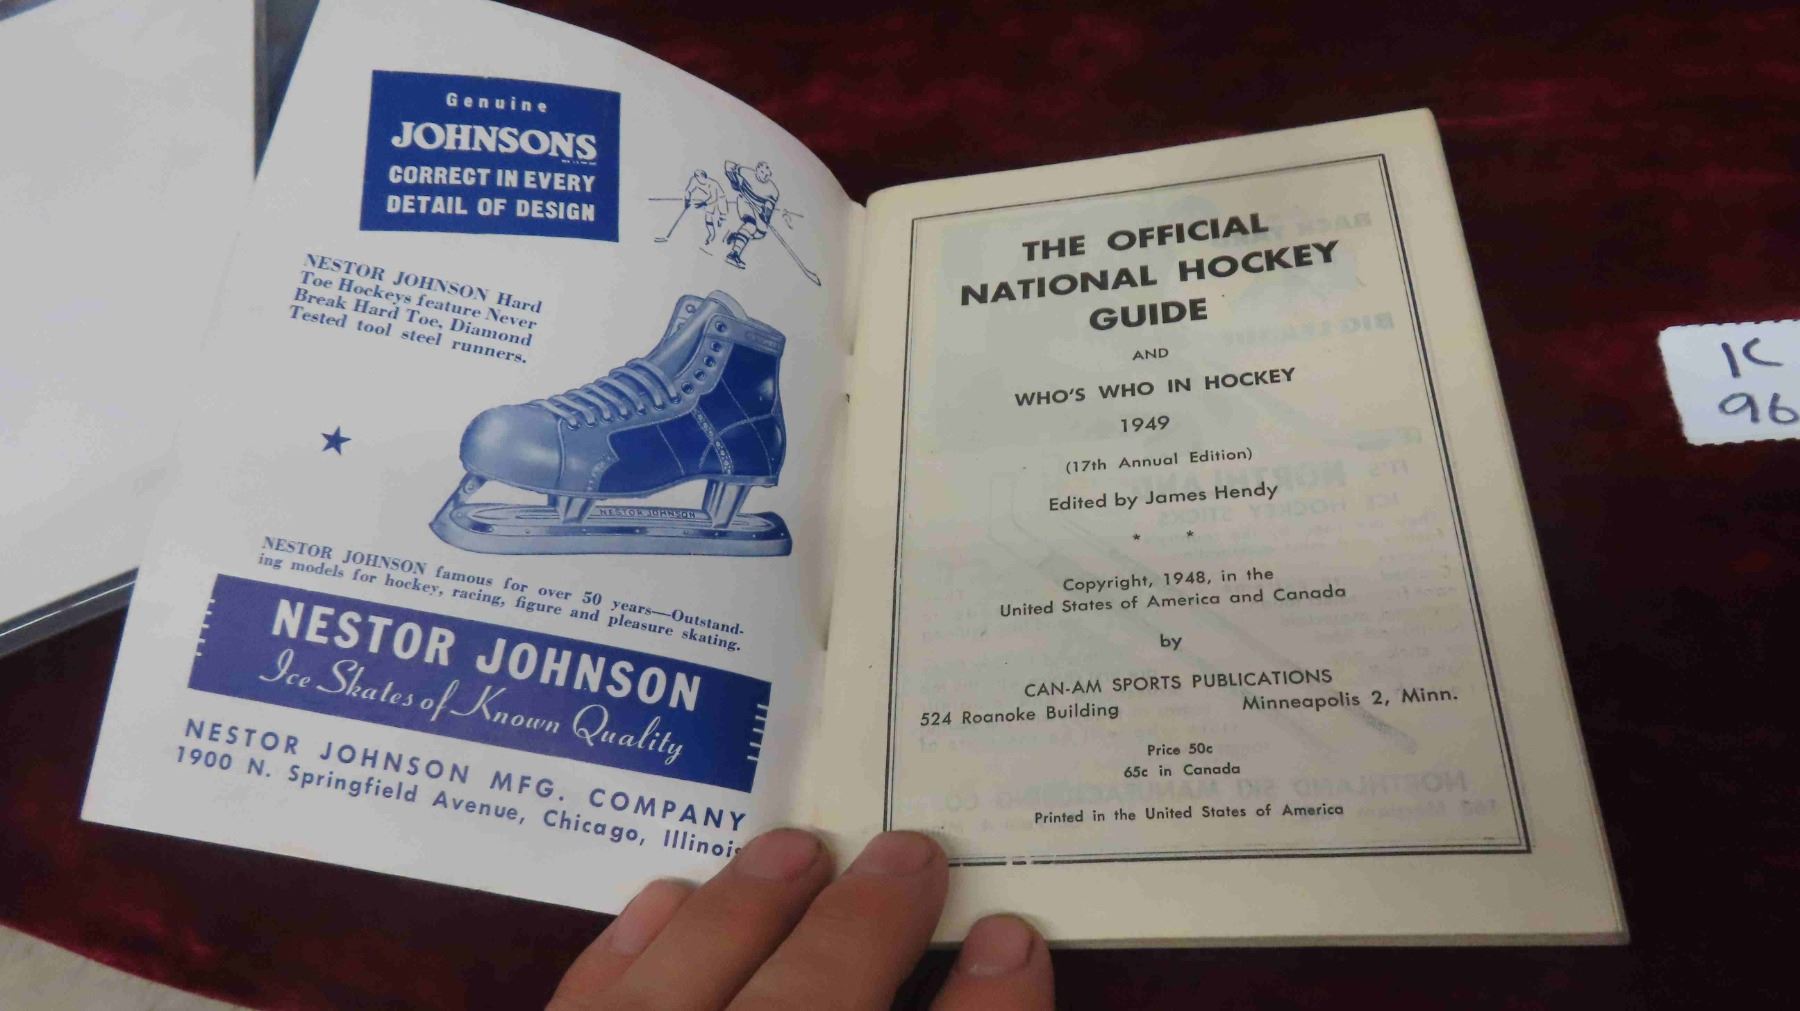 Genuine
JOHNSONS
CORRECT IN EVERY
DETAIL OF DESIGN
NESTOR JOHNSON Hard
Toe Hockeys feature Never
Break Hard Toe, Diamond
Tested tool steel runners.
NESTOR JOHNSON
NESTOR JOHNSON famous for over 50 years—Outstand-
ing models for hockey, racing, figure and pleasure skating.
NESTOR JOHNSON
Ice Skates of Known Quality
NESTOR JOHNSON MFG. COMPANY
1900 N. Springfield Avenue, Chicago, Illinois
THE OFFICIAL
NATIONAL HOCKEY
GUIDE
AND
WHO'S WHO IN HOCKEY
1949
(17th Annual Edition)
Edited by James Hendy
* *
Copyright, 1948, in the
United States of America and Canada
by
CAN-AM SPORTS PUBLICATIONS
524 Roanoke Building Minneapolis 2, Minn.
Price 50c
65c in Canada
Printed in the United States of America
1C
96